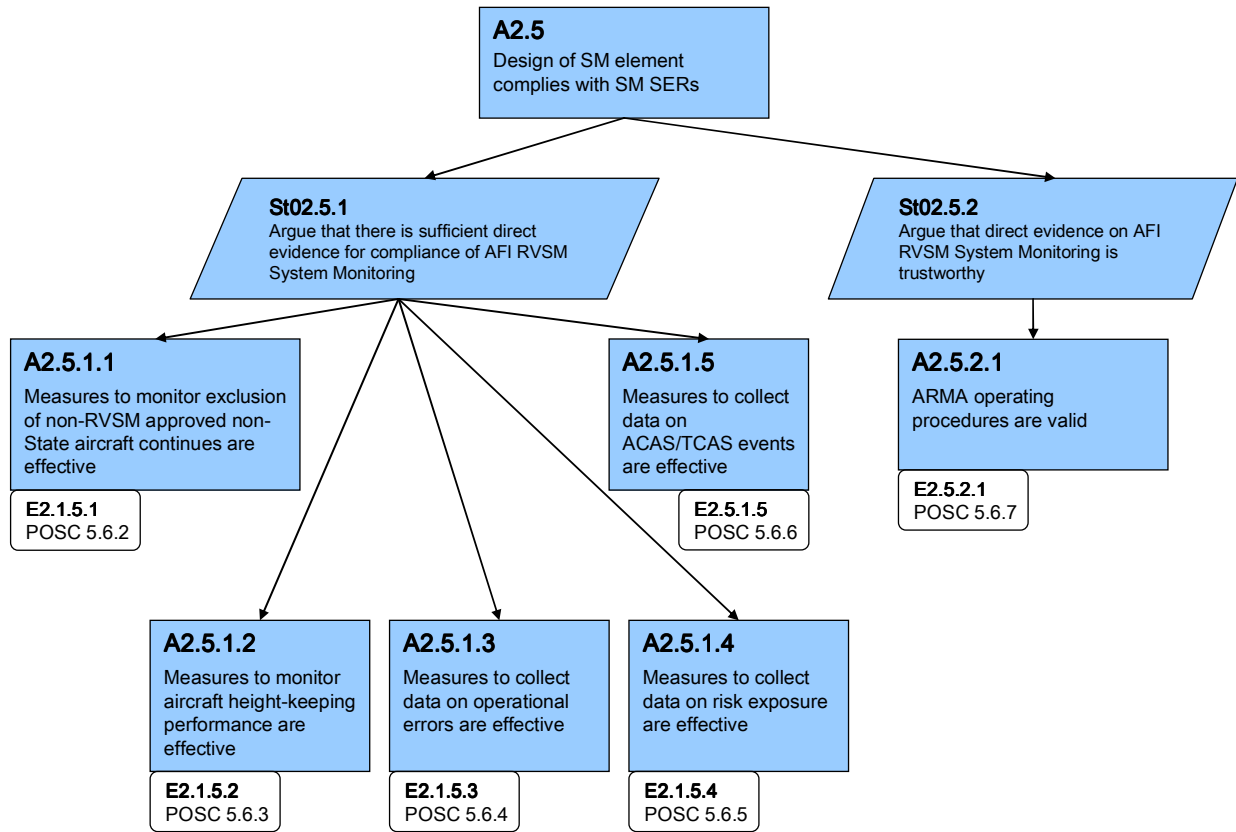 A2.5
Design of SM element
complies with SM SERs
St02.5.1
Argue that there is sufficient direct
evidence for compliance of AFI RVSM
System Monitoring
St02.5.2
Argue that direct evidence on AFI
RVSM System Monitoring is
trustworthy
A2.5.1.1
Measures to monitor exclusion
of non-RVSM approved non-
State aircraft continues are
effective
E2.1.5.1
POSC 5.6.2
A2.5.1.5
Measures to collect
data on
ACAS/TCAS events
are effective
E2.5.1.5
POSC 5.6.6
A2.5.2.1
ARMA operating
procedures are valid
E2.5.2.1
POSC 5.6.7
A2.5.1.2
Measures to monitor
aircraft height-keeping
performance are
effective
E2.1.5.2
POSC 5.6.3
A2.5.1.3
Measures to collect
data on operational
errors are effective
E2.1.5.3
POSC 5.6.4
A2.5.1.4
Measures to collect
data on risk exposure
are effective
E2.1.5.4
POSC 5.6.5